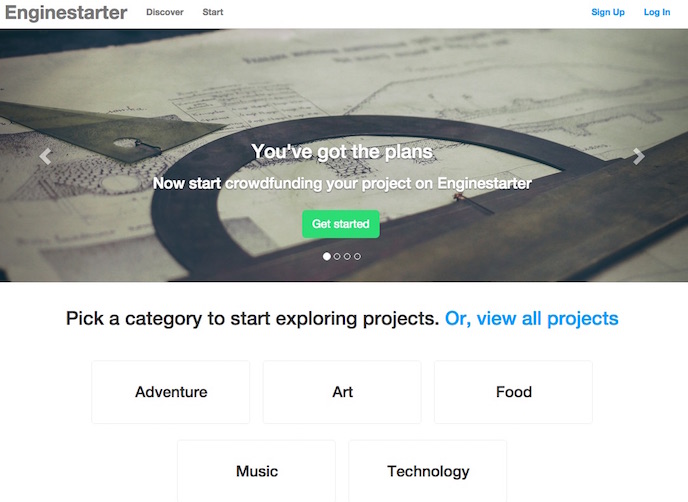 Enginestarter Discover Start Sign Up Log In
You've got the plans
Now start crowdfunding your project on Enginestarter
Get started
Pick a category to start exploring projects. Or, view all projects
Adventure Art Food
Music Technology